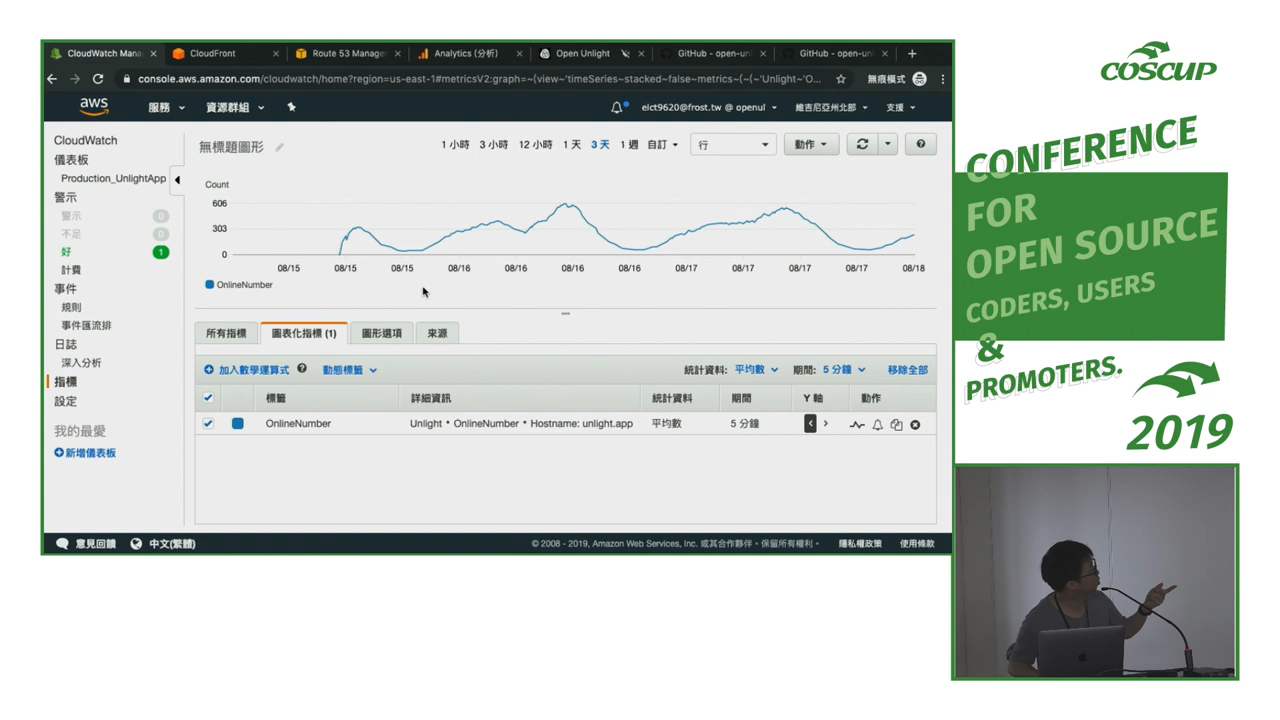 CloudWatch Mana
CloudFront
Route 53 Manage
Analytics (分析)
Open Unlight
GitHub - open-un
GitHub - open-un
console.aws.amazon.com/cloudwatch/home?region=us-east-1#metricsV2:graph=~(view~'timeSeries~stacked~false~metrics~(~(~'Unlight~'O...
無痕模式
aws
服務
資源群組
elct9620@frost.tw @ openul
維吉尼亞州北部
支援
CloudWatch
儀表板
Production_UnlightApp
警示
警示 0
不足 0
好 1
計費
事件
規則
事件匯流排
日誌
深入分析
指標
設定
我的最愛
新增儀表板
無標題圖形
1 小時 3 小時 12 小時 1 天 3 天 1 週 自訂
行
動作
Count
606
303
0
08/15 08/15 08/15 08/16 08/16 08/16 08/16 08/17 08/17 08/17 08/17 08/18
OnlineNumber
所有指標
圖表化指標 (1)
圖形選項
來源
加入數學運算式
動態標籤
統計資料: 平均數
期間: 5 分鐘
移除全部
標籤 詳細資訊 統計資料 期間 Y 軸 動作
OnlineNumber Unlight • OnlineNumber • Hostname: unlight.app 平均數 5 分鐘
意見回饋
中文(繁體)
© 2008 - 2019, Amazon Web Services, Inc. 或其合作夥伴。保留所有權利。
隱私權政策
使用條款
COSCUP
CONFERENCE
FOR
OPEN SOURCE
CODERS, USERS
&
PROMOTERS.
2019